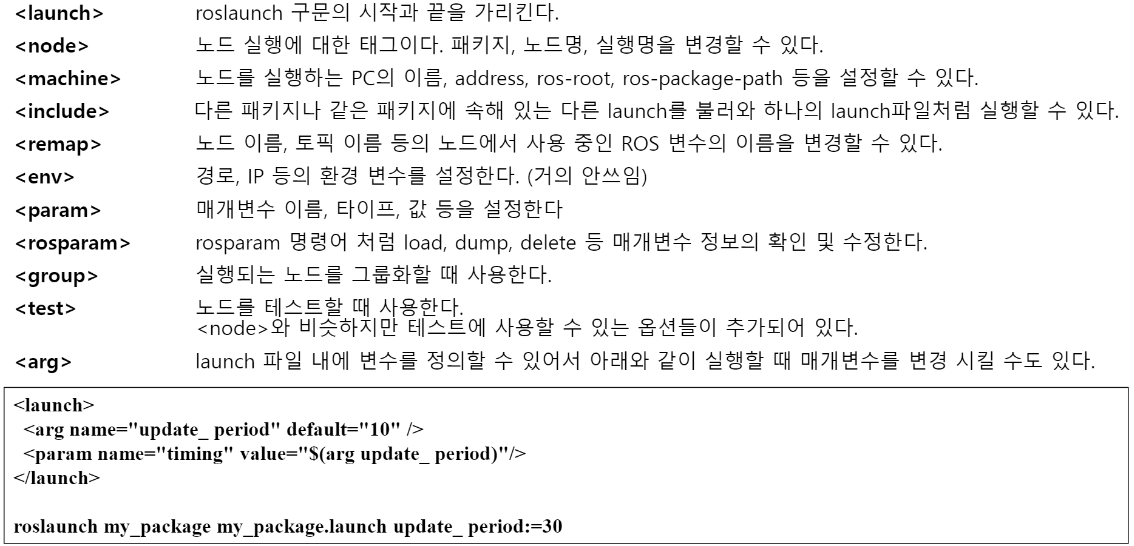 <launch> roslaunch 구문의 시작과 끝을 가리킨다.
<node> 노드 실행에 대한 태그이다. 패키지, 노드명, 실행명을 변경할 수 있다.
<machine> 노드를 실행하는 PC의 이름, address, ros-root, ros-package-path 등을 설정할 수 있다.
<include> 다른 패키지나 같은 패키지에 속해 있는 다른 launch를 불러와 하나의 launch파일처럼 실행할 수 있다.
<remap> 노드 이름, 토픽 이름 등의 노드에서 사용 중인 ROS 변수의 이름을 변경할 수 있다.
<env> 경로, IP 등의 환경 변수를 설정한다. (거의 안쓰임)
<param> 매개변수 이름, 타이프, 값 등을 설정한다
<rosparam> rosparam 명령어 처럼 load, dump, delete 등 매개변수 정보의 확인 및 수정한다.
<group> 실행되는 노드를 그룹화할 때 사용한다.
<test> 노드를 테스트할 때 사용한다.
<node>와 비슷하지만 테스트에 사용할 수 있는 옵션들이 추가되어 있다.
<arg> launch 파일 내에 변수를 정의할 수 있어서 아래와 같이 실행할 때 매개변수를 변경 시킬 수도 있다.
<launch>
<arg name="update_ period" default="10" />
<param name="timing" value="$(arg update_ period)"/>
</launch>
roslaunch my_package my_package.launch update_ period:=30